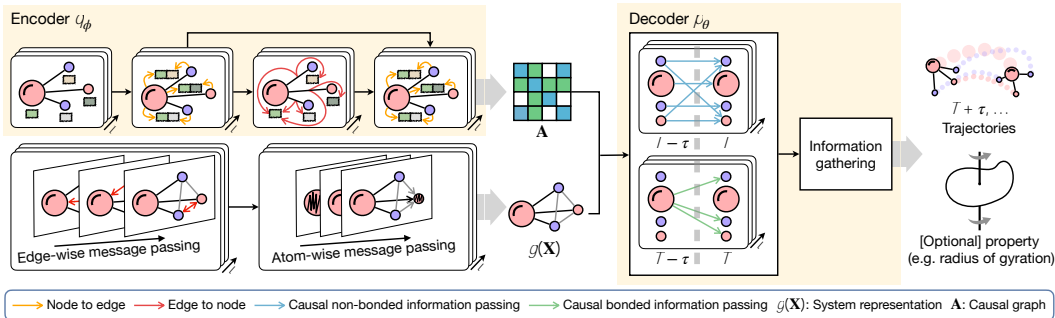 Encoder q_ϕ
Decoder p_θ
A
T − τ T
T − τ T
Information
gathering
T + τ, …
Trajectories
[Optional] property
(e.g. radius of gyration)
Edge-wise message passing
Atom-wise message passing
g(X)
Node to edge Edge to node Causal non-bonded information passing Causal bonded information passing g(X): System representation A: Causal graph